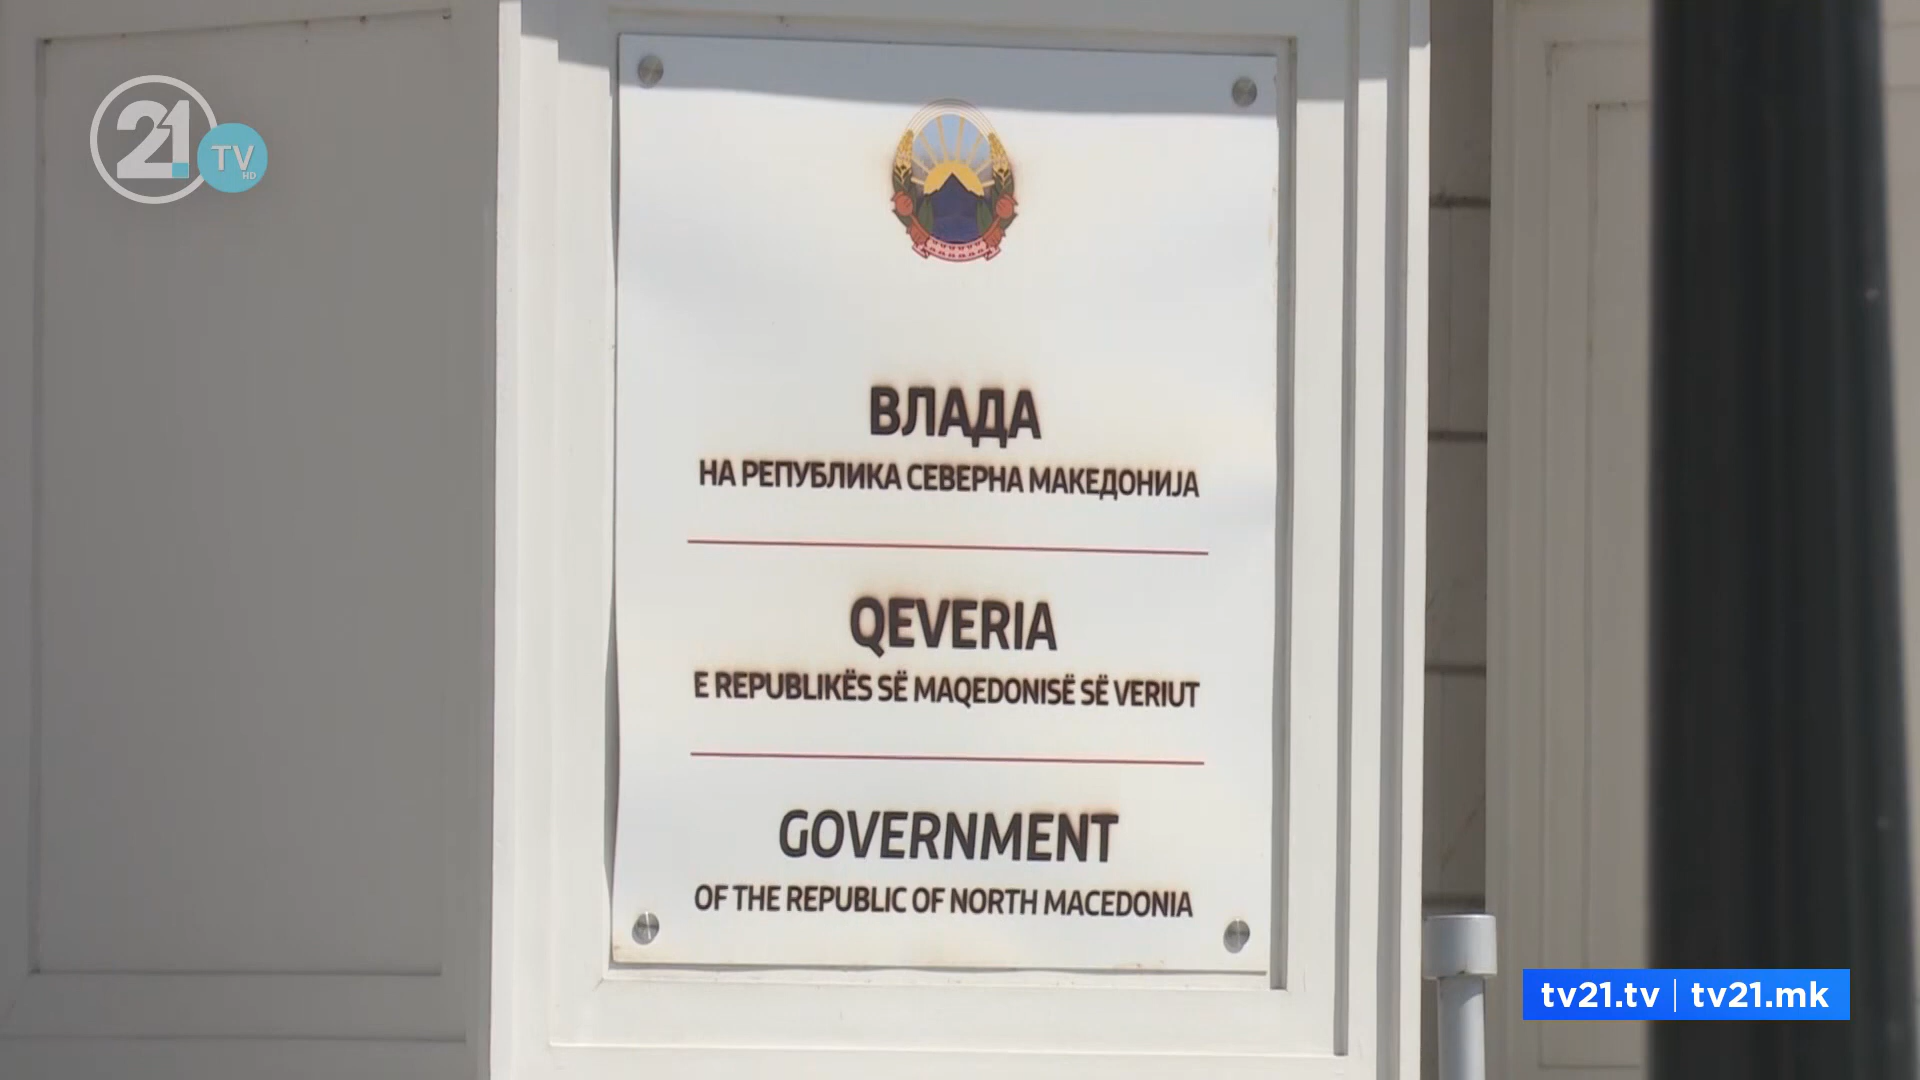 21 TV HD
ВЛАДА
НА РЕПУБЛИКА СЕВЕРНА МАКЕДОНИЈА
QEVERIA
E REPUBLIKËS SË MAQEDONISË SË VERIUT
GOVERNMENT
OF THE REPUBLIC OF NORTH MACEDONIA
tv21.tv | tv21.mk